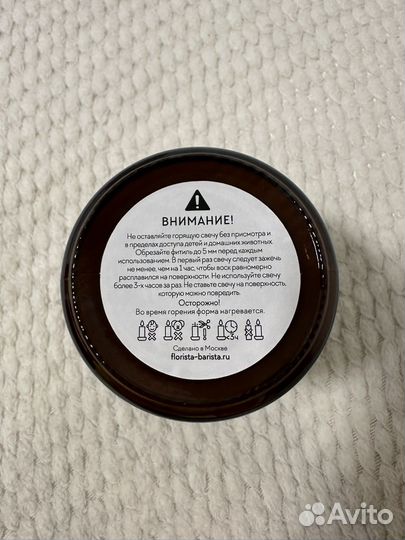 ВНИМАНИЕ!
Не оставляйте горящую свечу без присмотра и
в пределах доступа детей и домашних животных.
Обрезайте фитиль до 5 мм перед каждым
использованием. В первый раз свечу следует зажечь
не менее, чем на 1 час, чтобы воск равномерно
расплавился на поверхности. Не используйте свечу
более 3-х часов за раз. Не ставьте свечу на поверхность,
которую можно повредить.
Осторожно!
Во время горения форма нагревается.
<3ч
Сделано в Москве
florista-barista.ru
Avito